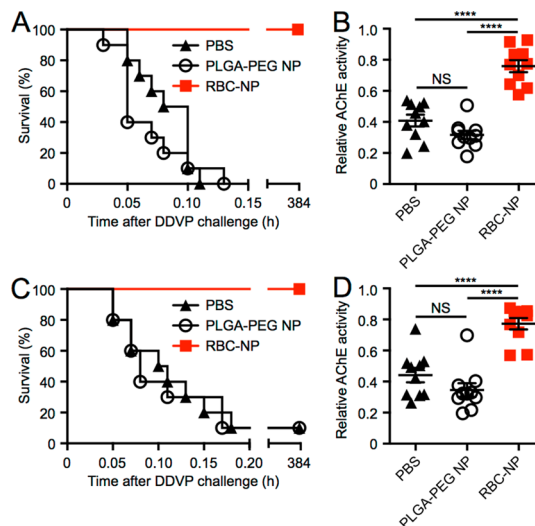 A
Survival (%)
100
80
60
40
20
0
PBS
PLGA-PEG NP
RBC-NP
0
0.05
0.10
0.15
384
Time after DDVP challenge (h)
B
Relative AChE activity
1.0
0.8
0.6
0.4
0.2
0
****
****
NS
PBS
PLGA-PEG NP
RBC-NP
C
Survival (%)
100
80
60
40
20
0
PBS
PLGA-PEG NP
RBC-NP
0
0.05
0.10
0.15
0.20
384
Time after DDVP challenge (h)
D
Relative AChE activity
1.0
0.8
0.6
0.4
0.2
0
****
****
NS
PBS
PLGA-PEG NP
RBC-NP